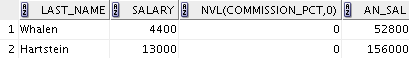 LAST_NAME SALARY NVL(COMMISSION_PCT,0) AN_SAL
1 Whalen 4400 0 52800
2 Hartstein 13000 0 156000